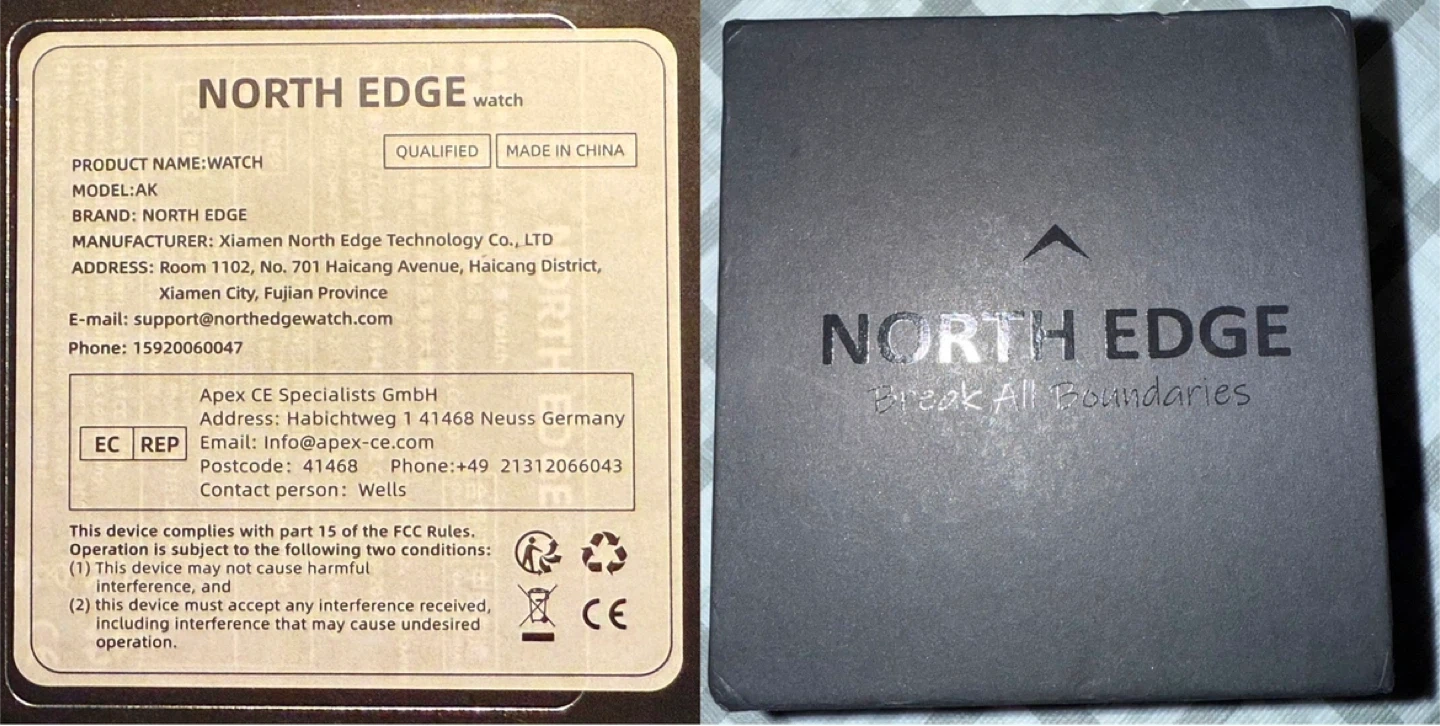 NORTH EDGE watch
QUALIFIED MADE IN CHINA
PRODUCT NAME:WATCH
MODEL:AK
BRAND: NORTH EDGE
MANUFACTURER: Xiamen North Edge Technology Co., LTD
ADDRESS: Room 1102, No. 701 Haicang Avenue, Haicang District,
Xiamen City, Fujian Province
E-mail: support@northedgewatch.com
Phone: 15920060047
EC REP
Apex CE Specialists GmbH
Address: Habichtweg 1 41468 Neuss Germany
Email: Info@apex-ce.com
Postcode: 41468 Phone:+49 21312066043
Contact person: Wells
This device complies with part 15 of the FCC Rules.
Operation is subject to the following two conditions:
(1) This device may not cause harmful
interference, and
(2) this device must accept any interference received,
including interference that may cause undesired
operation.
CE
NORTH EDGE
Break All Boundaries